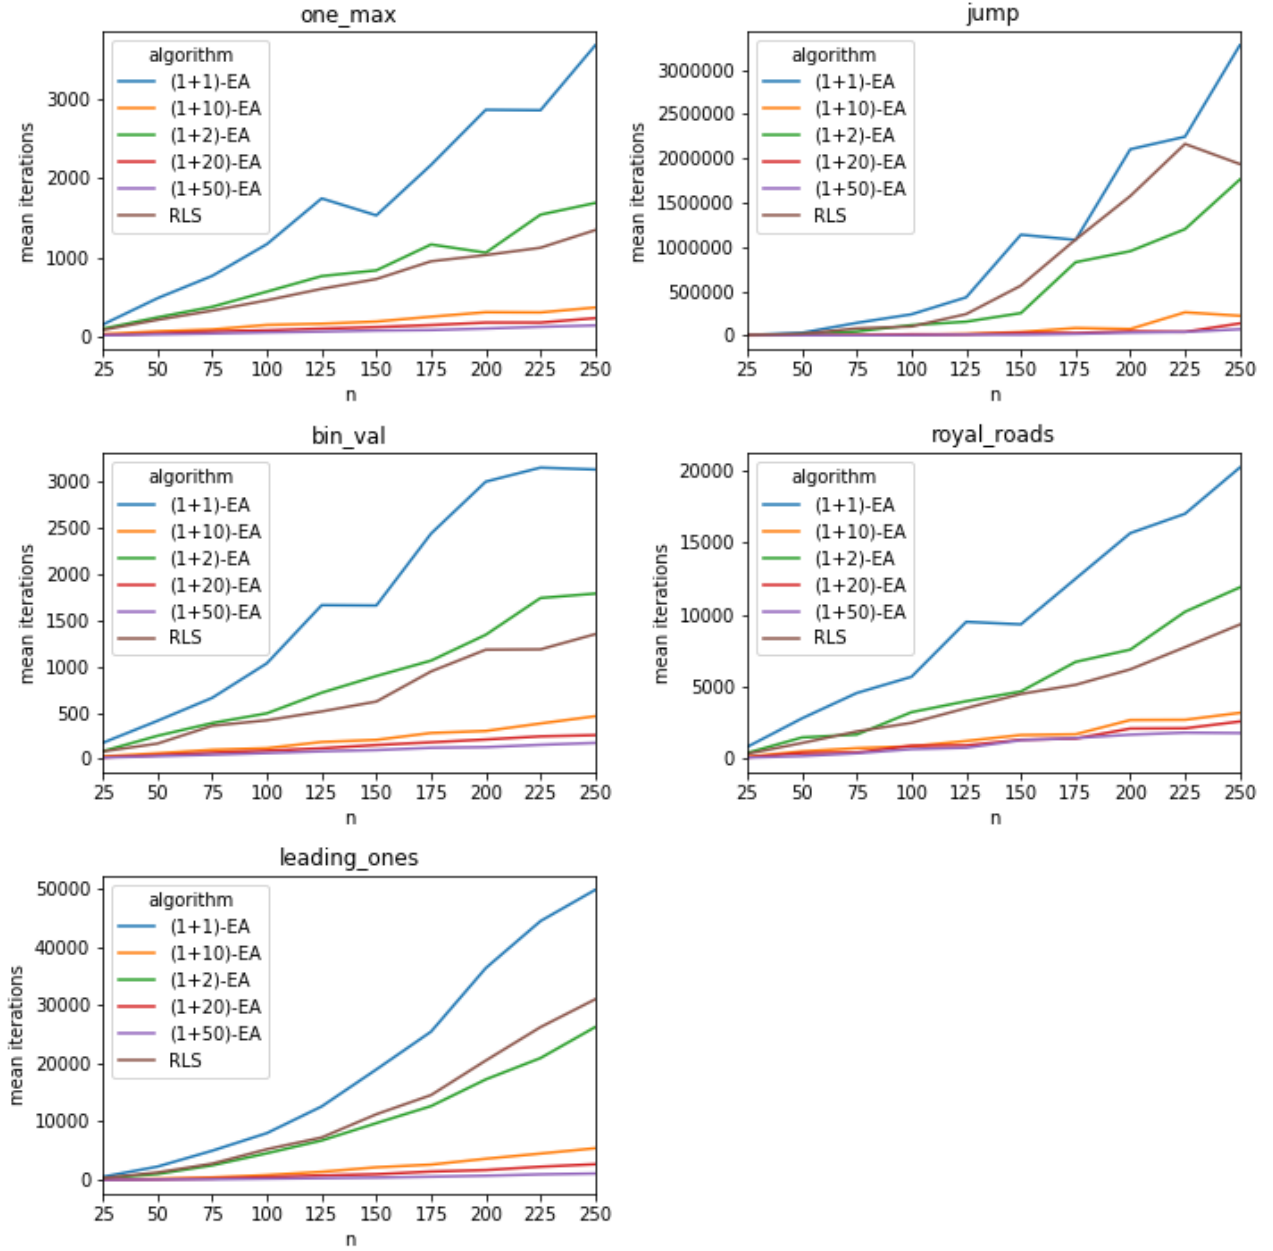 one_max
algorithm
(1+1)-EA
(1+10)-EA
(1+2)-EA
(1+20)-EA
(1+50)-EA
RLS
mean iterations
3000
2000
1000
0
25 50 75 100 125 150 175 200 225 250
n
jump
algorithm
(1+1)-EA
(1+10)-EA
(1+2)-EA
(1+20)-EA
(1+50)-EA
RLS
mean iterations
3000000
2500000
2000000
1500000
1000000
500000
0
25 50 75 100 125 150 175 200 225 250
n
bin_val
algorithm
(1+1)-EA
(1+10)-EA
(1+2)-EA
(1+20)-EA
(1+50)-EA
RLS
mean iterations
3000
2500
2000
1500
1000
500
0
25 50 75 100 125 150 175 200 225 250
n
royal_roads
algorithm
(1+1)-EA
(1+10)-EA
(1+2)-EA
(1+20)-EA
(1+50)-EA
RLS
mean iterations
20000
15000
10000
5000
0
25 50 75 100 125 150 175 200 225 250
n
leading_ones
algorithm
(1+1)-EA
(1+10)-EA
(1+2)-EA
(1+20)-EA
(1+50)-EA
RLS
mean iterations
50000
40000
30000
20000
10000
0
25 50 75 100 125 150 175 200 225 250
n